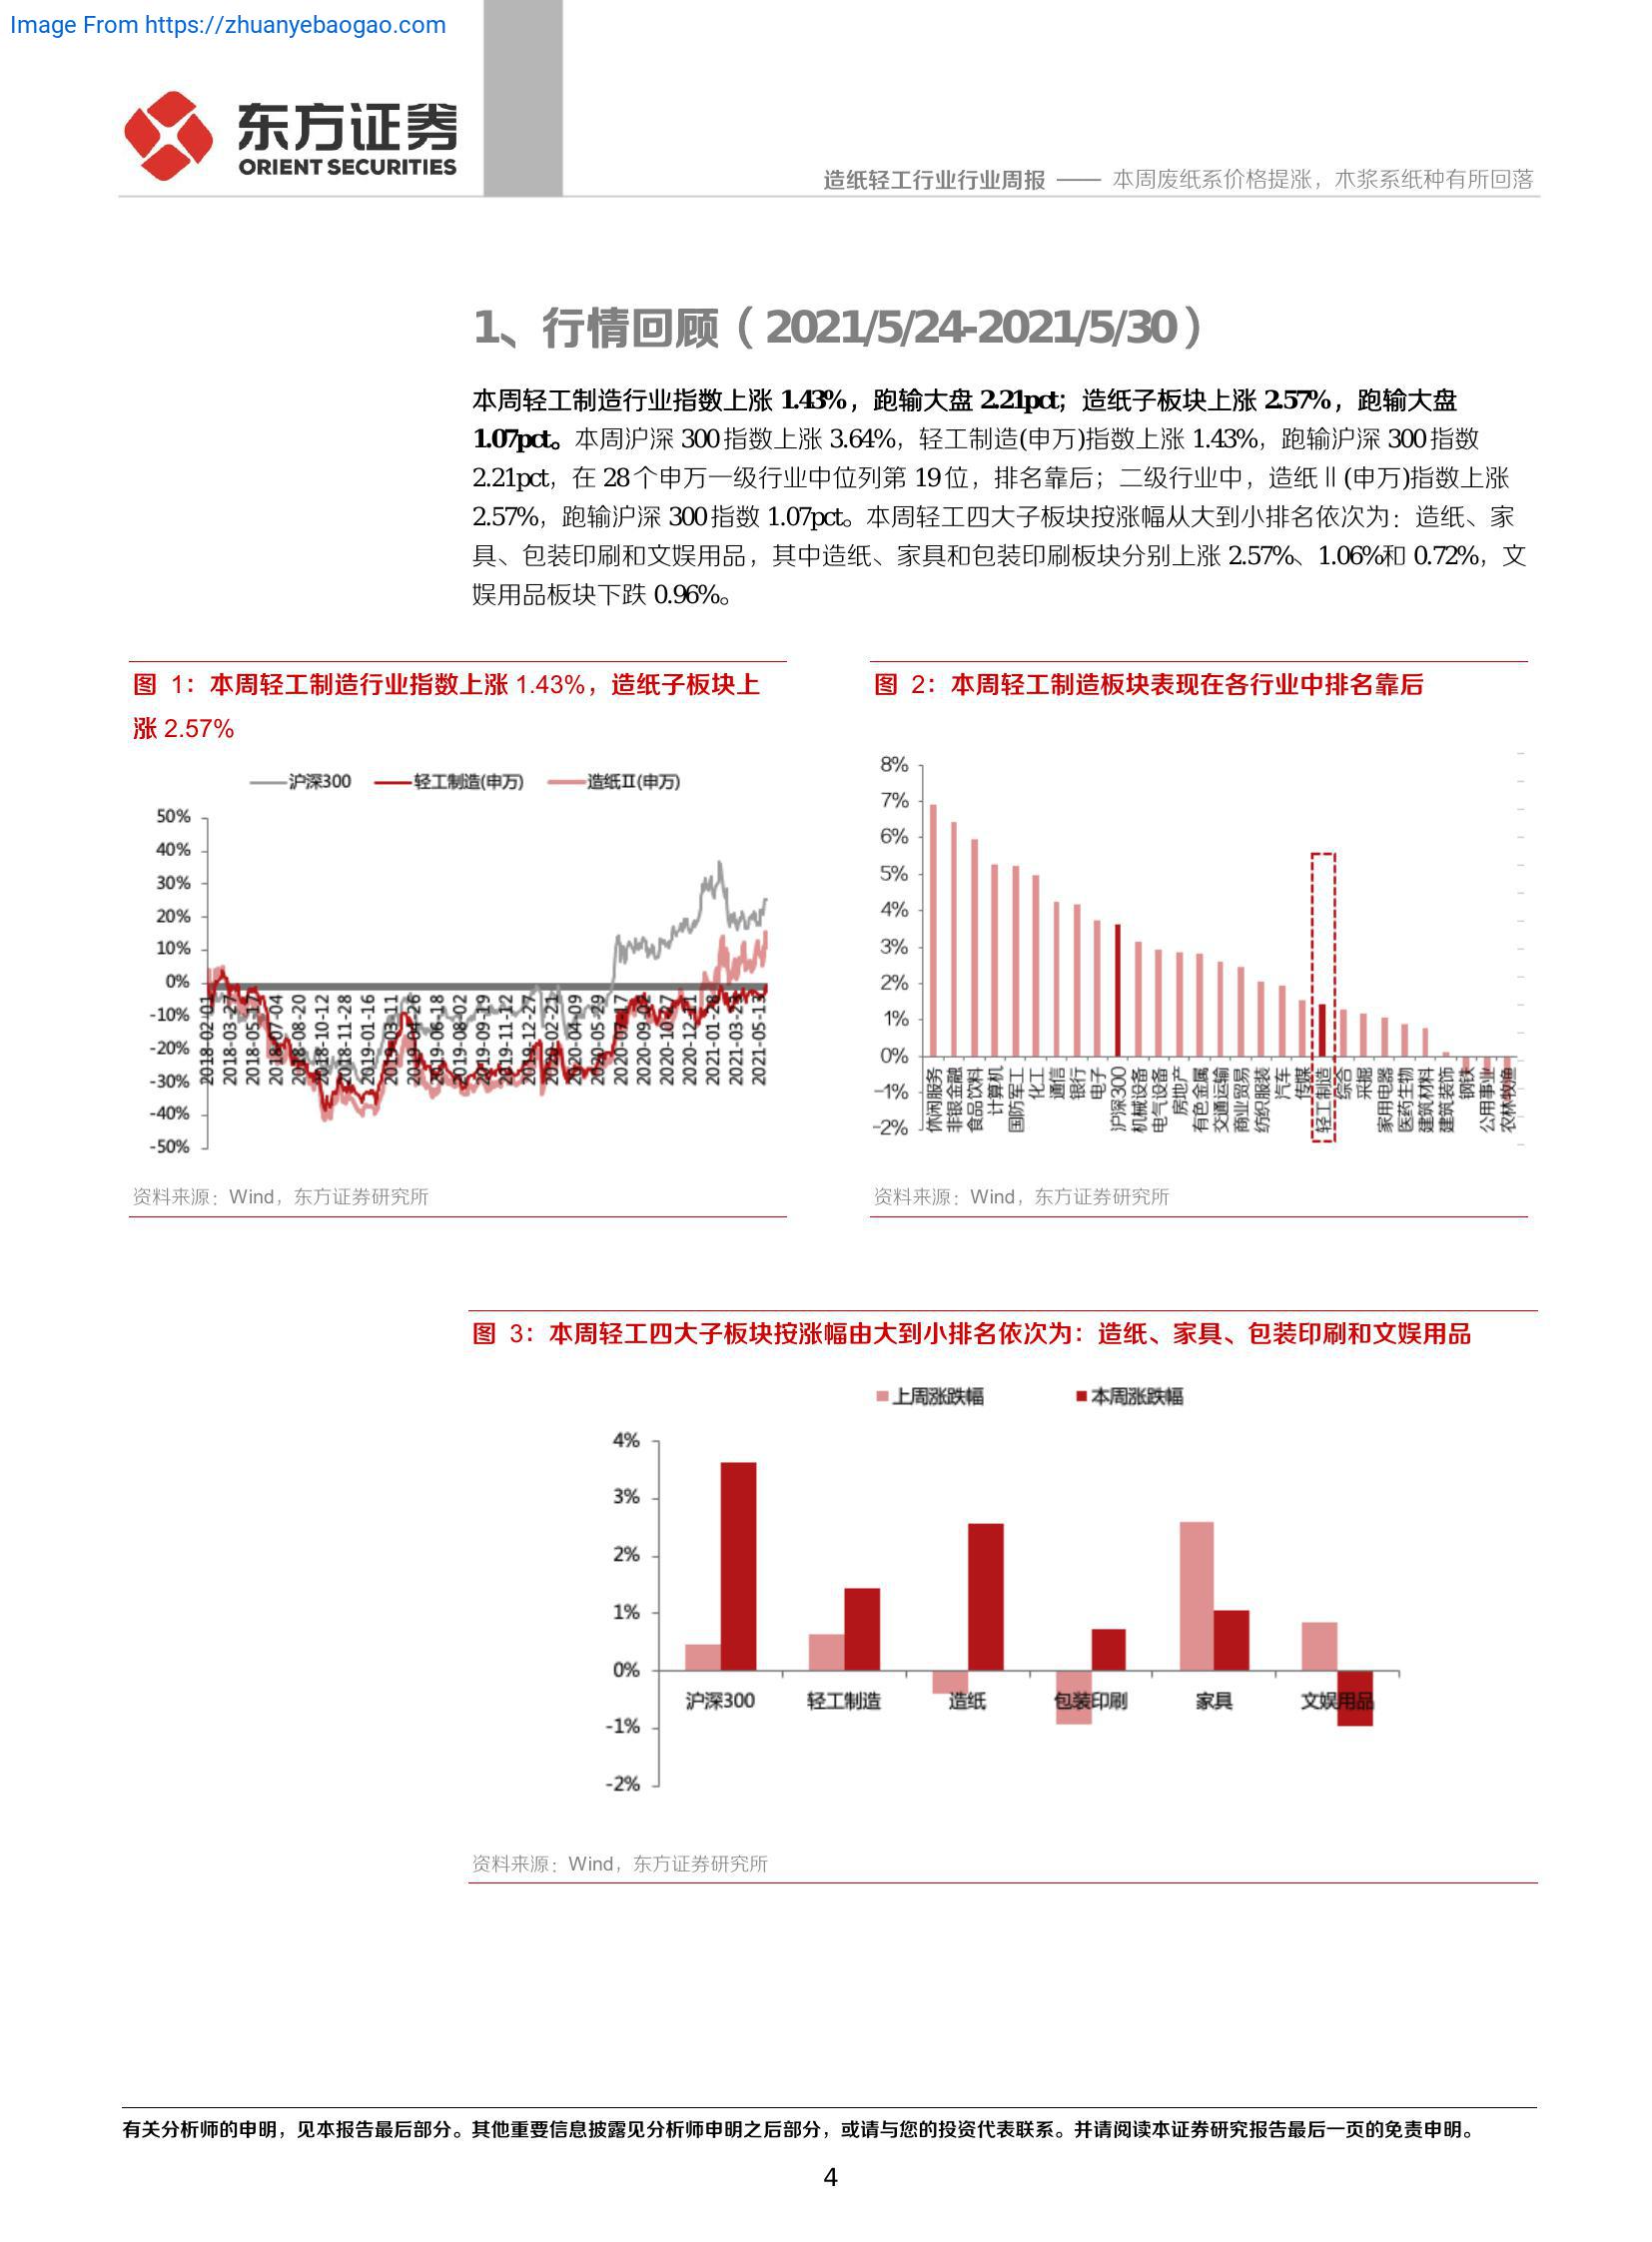 Image From https://zhuanyebaogao.com
东方证券
ORIENT SECURITIES
造纸轻工行业行业周报 —— 本周废纸系价格提涨，木浆系纸种有所回落
1、行情回顾（2021/5/24-2021/5/30）
本周轻工制造行业指数上涨 1.43%，跑输大盘 2.21pct；造纸子板块上涨 2.57%，跑输大盘
1.07pct。本周沪深 300 指数上涨 3.64%，轻工制造(申万)指数上涨 1.43%，跑输沪深 300 指数
2.21pct，在 28 个申万一级行业中位列第 19 位，排名靠后；二级行业中，造纸Ⅱ(申万)指数上涨
2.57%，跑输沪深 300 指数 1.07pct。本周轻工四大子板块按涨幅从大到小排名依次为：造纸、家
具、包装印刷和文娱用品，其中造纸、家具和包装印刷板块分别上涨 2.57%、1.06%和 0.72%，文
娱用品板块下跌 0.96%。
图 1：本周轻工制造行业指数上涨 1.43%，造纸子板块上
涨 2.57%
沪深300 轻工制造(申万) 造纸II(申万)
50%
40%
30%
20%
10%
0%
-10%
-20%
-30%
-40%
-50%
2018-02-01
2018-03-27
2018-05-17
2018-07-04
2018-08-20
2018-10-12
2018-11-28
2019-01-16
2019-03-11
2019-04-26
2019-06-18
2019-08-02
2019-09-19
2019-11-12
2019-12-27
2020-02-21
2020-04-09
2020-05-29
2020-07-17
2020-09-02
2020-10-27
2020-12-11
2021-01-28
2021-03-23
2021-05-13
资料来源：Wind，东方证券研究所
图 2：本周轻工制造板块表现在各行业中排名靠后
8%
7%
6%
5%
4%
3%
2%
1%
0%
-1%
-2%
休闲服务
非银金融
食品饮料
计算机
国防军工
化工
通信
银行
电子
沪深300
机械设备
电气设备
房地产
有色金属
交通运输
商业贸易
纺织服装
汽车
传媒
轻工制造
综合
采掘
家用电器
医药生物
建筑材料
建筑装饰
钢铁
公用事业
农林牧渔
资料来源：Wind，东方证券研究所
图 3：本周轻工四大子板块按涨幅由大到小排名依次为：造纸、家具、包装印刷和文娱用品
上周涨跌幅 本周涨跌幅
4%
3%
2%
1%
0%
-1%
-2%
沪深300 轻工制造 造纸 包装印刷 家具 文娱用品
资料来源：Wind，东方证券研究所
有关分析师的申明，见本报告最后部分。其他重要信息披露见分析师申明之后部分，或请与您的投资代表联系。并请阅读本证券研究报告最后一页的免责申明。
4